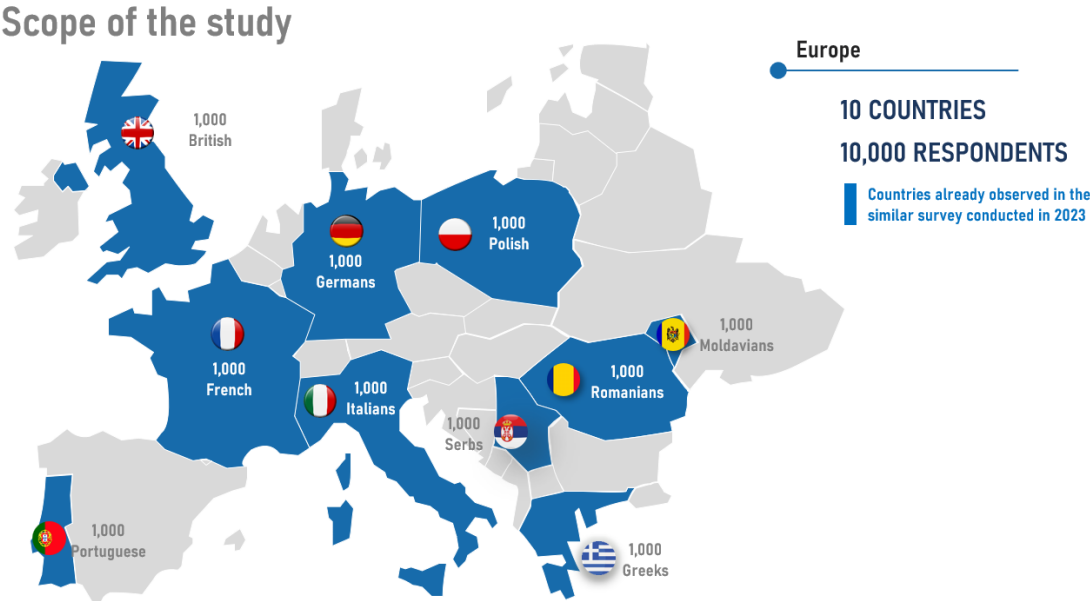 Scope of the study
Europe
10 COUNTRIES
10,000 RESPONDENTS
Countries already observed in the
similar survey conducted in 2023
1,000
British
1,000
Polish
1,000
Germans
1,000
Moldavians
1,000
French
1,000
Romanians
1,000
Italians
1,000
Serbs
1,000
Portuguese
1,000
Greeks